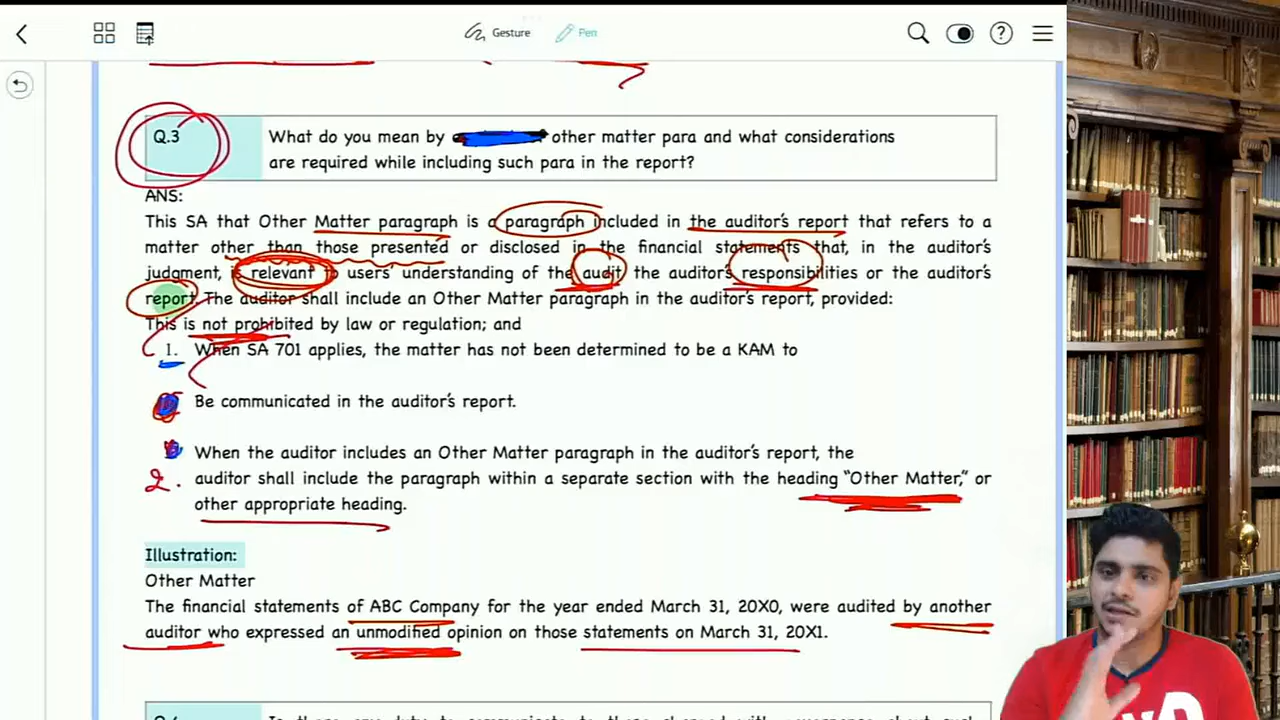 Gesture Pen ?
Q.3 What do you mean by other matter para and what considerations
are required while including such para in the report?
ANS:
This SA that Other Matter paragraph is a paragraph included in the auditor's report that refers to a
matter other than those presented or disclosed in the financial statements that, in the auditor's
judgment, is relevant to users' understanding of the audit the auditor's responsibilities or the auditor's
report. The auditor shall include an Other Matter paragraph in the auditor's report, provided:
This is not prohibited by law or regulation; and
1. When SA 701 applies, the matter has not been determined to be a KAM to
Be communicated in the auditor's report.
When the auditor includes an Other Matter paragraph in the auditor's report, the
2. auditor shall include the paragraph within a separate section with the heading “Other Matter,” or
other appropriate heading.
Illustration:
Other Matter
The financial statements of ABC Company for the year ended March 31, 20X0, were audited by another
auditor who expressed an unmodified opinion on those statements on March 31, 20X1.